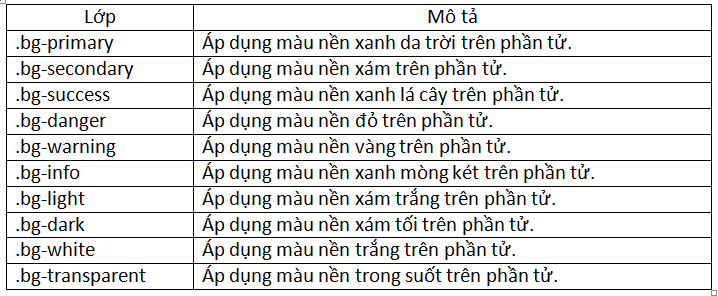 Lớp Mô tả
.bg-primary Áp dụng màu nền xanh da trời trên phần tử.
.bg-secondary Áp dụng màu nền xám trên phần tử.
.bg-success Áp dụng màu nền xanh lá cây trên phần tử.
.bg-danger Áp dụng màu nền đỏ trên phần tử.
.bg-warning Áp dụng màu nền vàng trên phần tử.
.bg-info Áp dụng màu nền xanh mòng két trên phần tử.
.bg-light Áp dụng màu nền xám trắng trên phần tử.
.bg-dark Áp dụng màu nền xám tối trên phần tử.
.bg-white Áp dụng màu nền trắng trên phần tử.
.bg-transparent Áp dụng màu nền trong suốt trên phần tử.